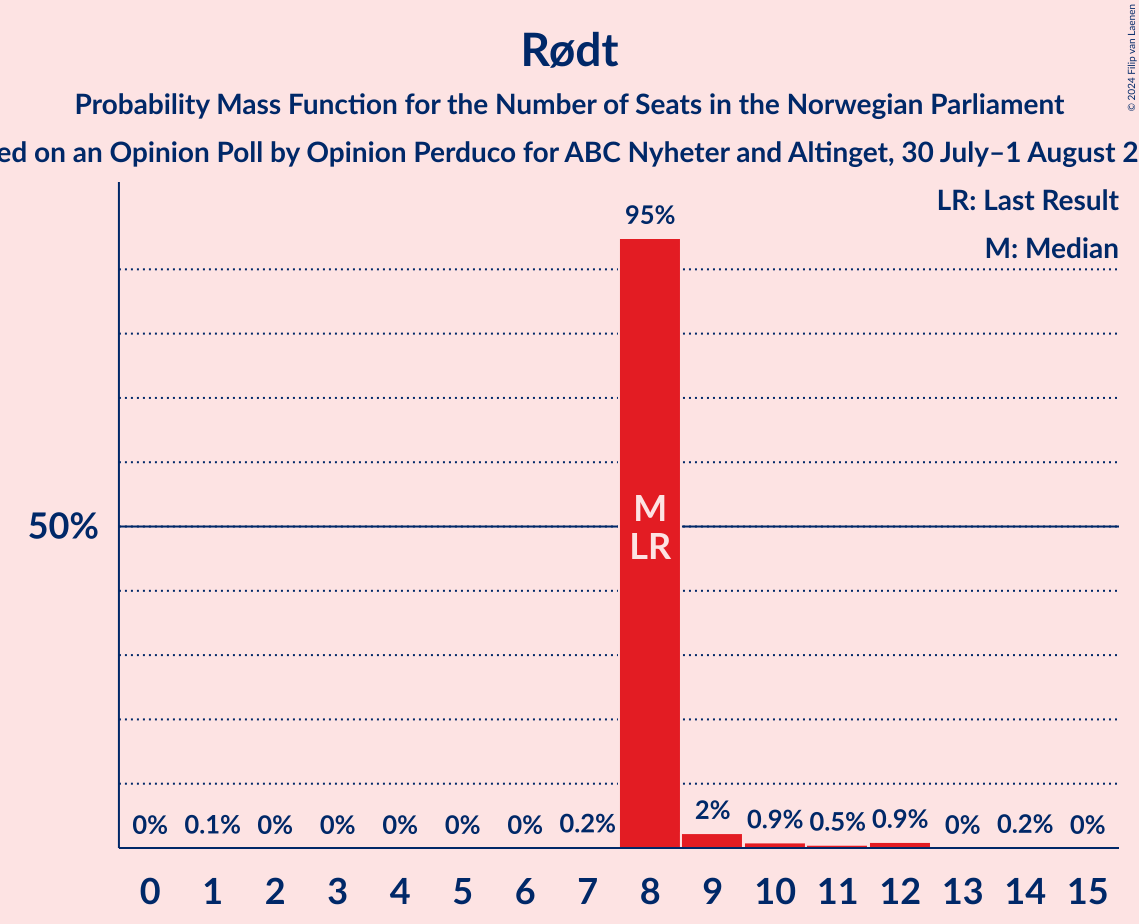 Rødt
Probability Mass Function for the Number of Seats in the Norwegian Parliament
on an Opinion Poll by Opinion Perduco for ABC Nyheter and Altinget, 30 July–1 August
© 2024 Filip van Laenen
LR: Last Result
M: Median
95%
50%
M
LR
0% 0.1% 0% 0% 0% 0% 0% 0.2% 2% 0.9% 0.5% 0.9% 0% 0.2% 0%
0 1 2 3 4 5 6 7 8 9 10 11 12 13 14 15